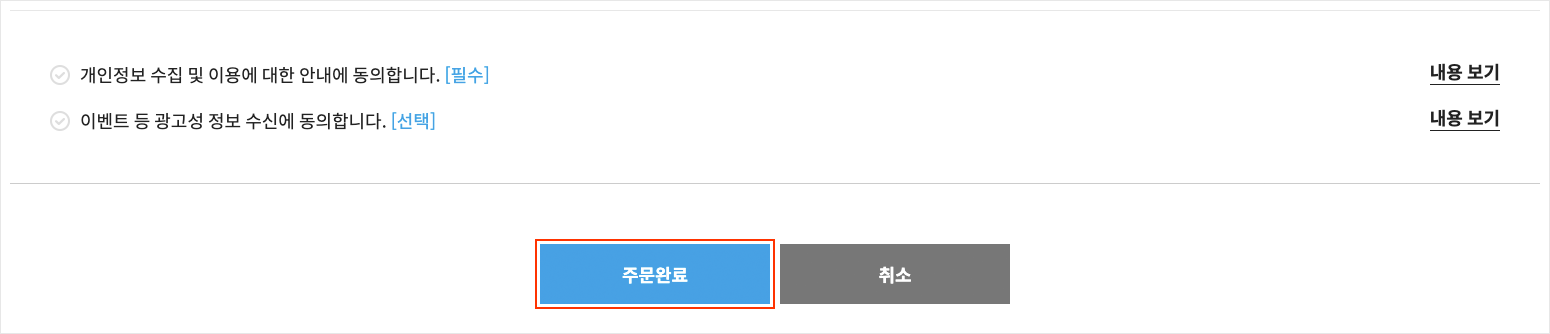 개인정보 수집 및 이용에 대한 안내에 동의합니다. [필수] 내용 보기
이벤트 등 광고성 정보 수신에 동의합니다. [선택] 내용 보기
주문완료 취소